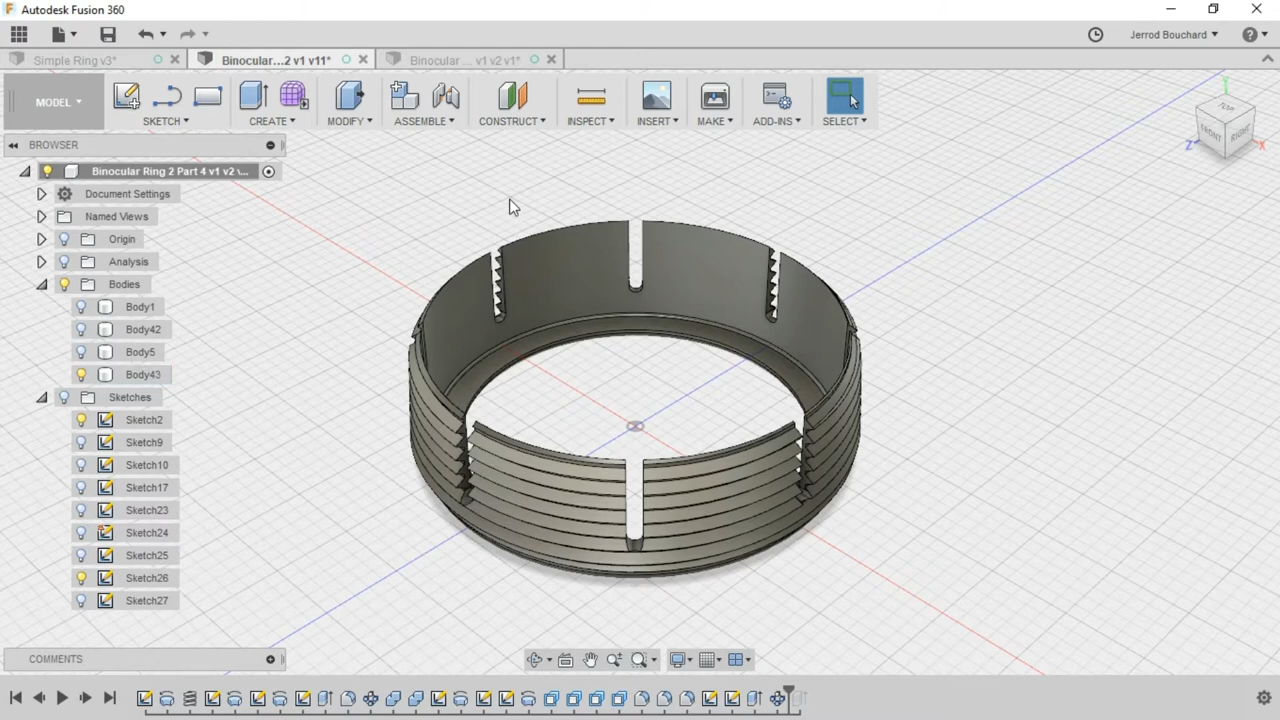 Autodesk Fusion 360
Jerrod Bouchard
Simple Ring v3*
Binocular...2 v1 v11*
Binocular ... v1 v2 v1*
MODEL
SKETCH
CREATE
MODIFY
ASSEMBLE
CONSTRUCT
INSPECT
INSERT
MAKE
ADD-INS
SELECT
TOP
FRONT
RIGHT
Y
Z
X
BROWSER
Binocular Ring 2 Part 4 v1 v2 \...
Document Settings
Named Views
Origin
Analysis
Bodies
Body1
Body42
Body5
Body43
Sketches
Sketch2
Sketch9
Sketch10
Sketch17
Sketch23
Sketch24
Sketch25
Sketch26
Sketch27
COMMENTS